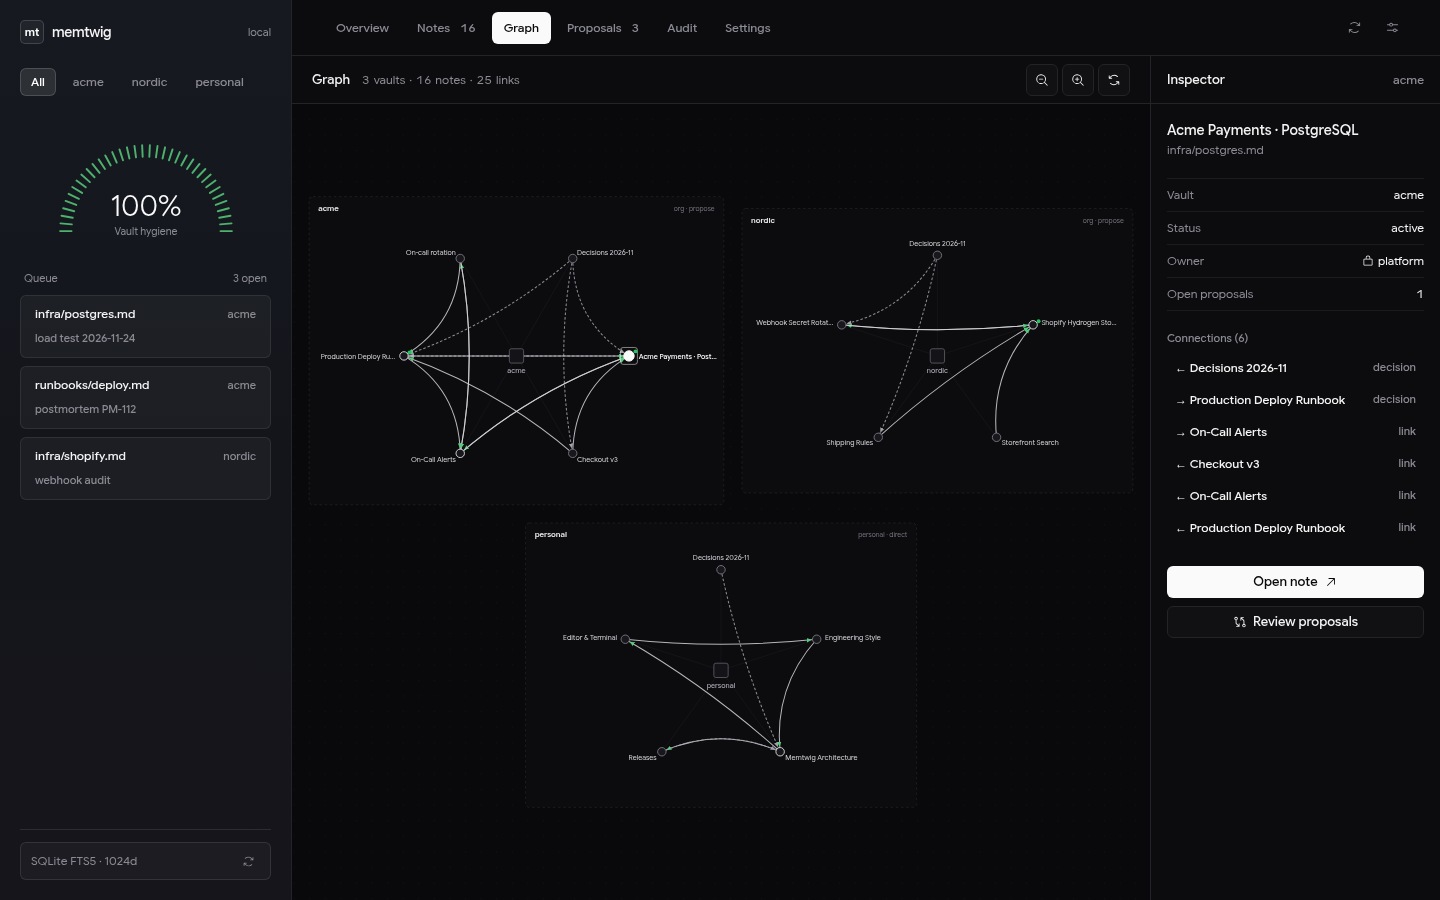 mt memtwig local
All acme nordic personal
100%
Vault hygiene
Queue 3 open
infra/postgres.md acme
load test 2026-11-24
runbooks/deploy.md acme
postmortem PM-112
infra/shopify.md nordic
webhook audit
SQLite FTS5 · 1024d
Overview Notes 16 Graph Proposals 3 Audit Settings
Graph 3 vaults · 16 notes · 25 links
acme org · propose
On-call rotation Decisions 2026-11
Production Deploy Ru... acme Acme Payments · Post...
On-Call Alerts Checkout v3
nordic org · propose
Decisions 2026-11
Webhook Secret Rotat... Shopify Hydrogen Sto...
nordic
Shipping Rules Storefront Search
personal personal · direct
Decisions 2026-11
Editor & Terminal Engineering Style
personal
Releases Memtwig Architecture
Inspector acme
Acme Payments · PostgreSQL
infra/postgres.md
Vault acme
Status active
Owner platform
Open proposals 1
Connections (6)
← Decisions 2026-11 decision
→ Production Deploy Runbook decision
→ On-Call Alerts link
← Checkout v3 link
← On-Call Alerts link
← Production Deploy Runbook link
Open note
Review proposals